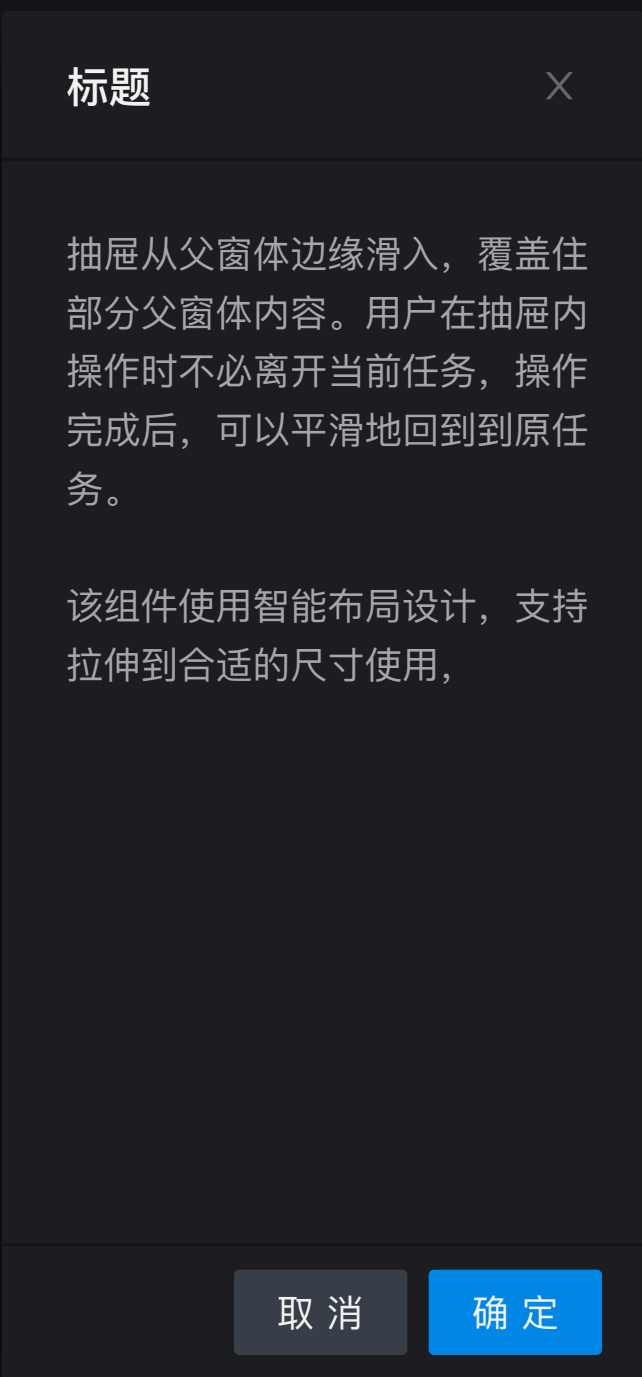 标题
X
抽屉从父窗体边缘滑入，覆盖住
部分父窗体内容。用户在抽屉内
操作时不必离开当前任务，操作
完成后，可以平滑地回到到原任
务。
该组件使用智能布局设计，支持
拉伸到合适的尺寸使用，
取 消
确 定